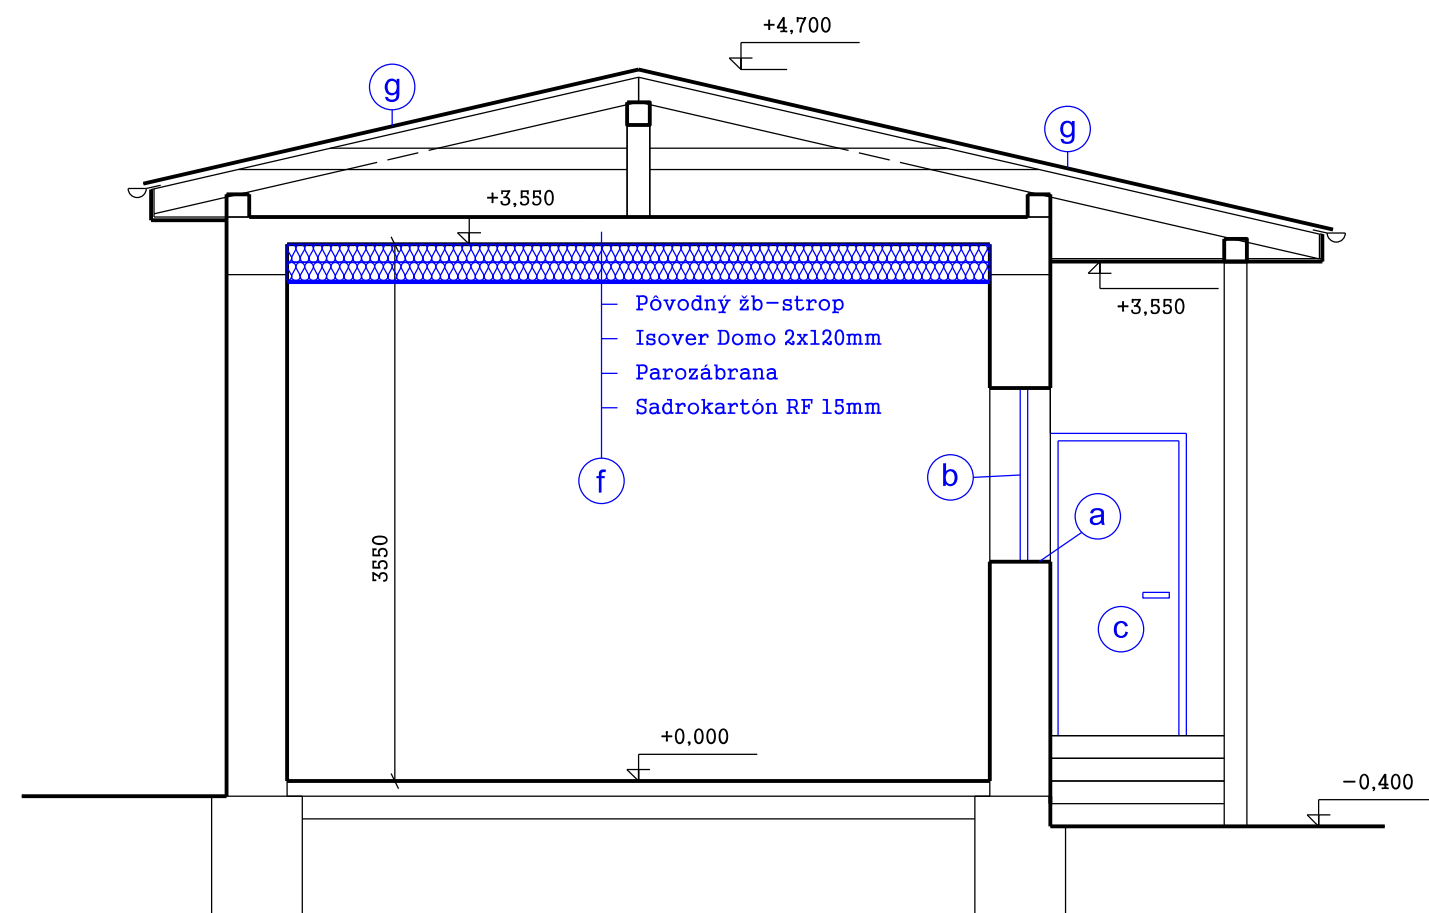 +4,700
g
g
+3,550
+3,550
Pôvodný žb-strop
Isover Domo 2x120mm
Parozábrana
Sadrokartón RF 15mm
f
b
a
3550
c
+0,000
-0,400